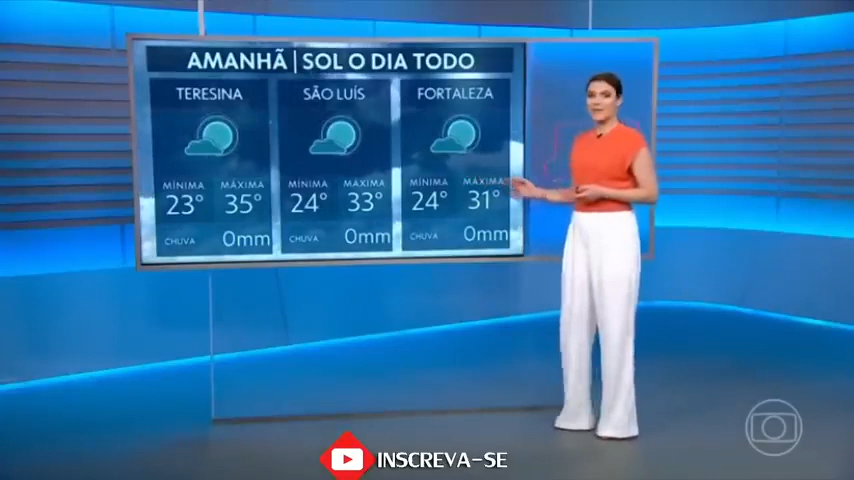 AMANHÃ | SOL O DIA TODO
TERESINA
MÍNIMA MÁXIMA
23° 35°
CHUVA 0mm
SÃO LUÍS
MÍNIMA MÁXIMA
24° 33°
CHUVA 0mm
FORTALEZA
MÍNIMA MÁXIMA
24° 31°
CHUVA 0mm
INSCREVA-SE